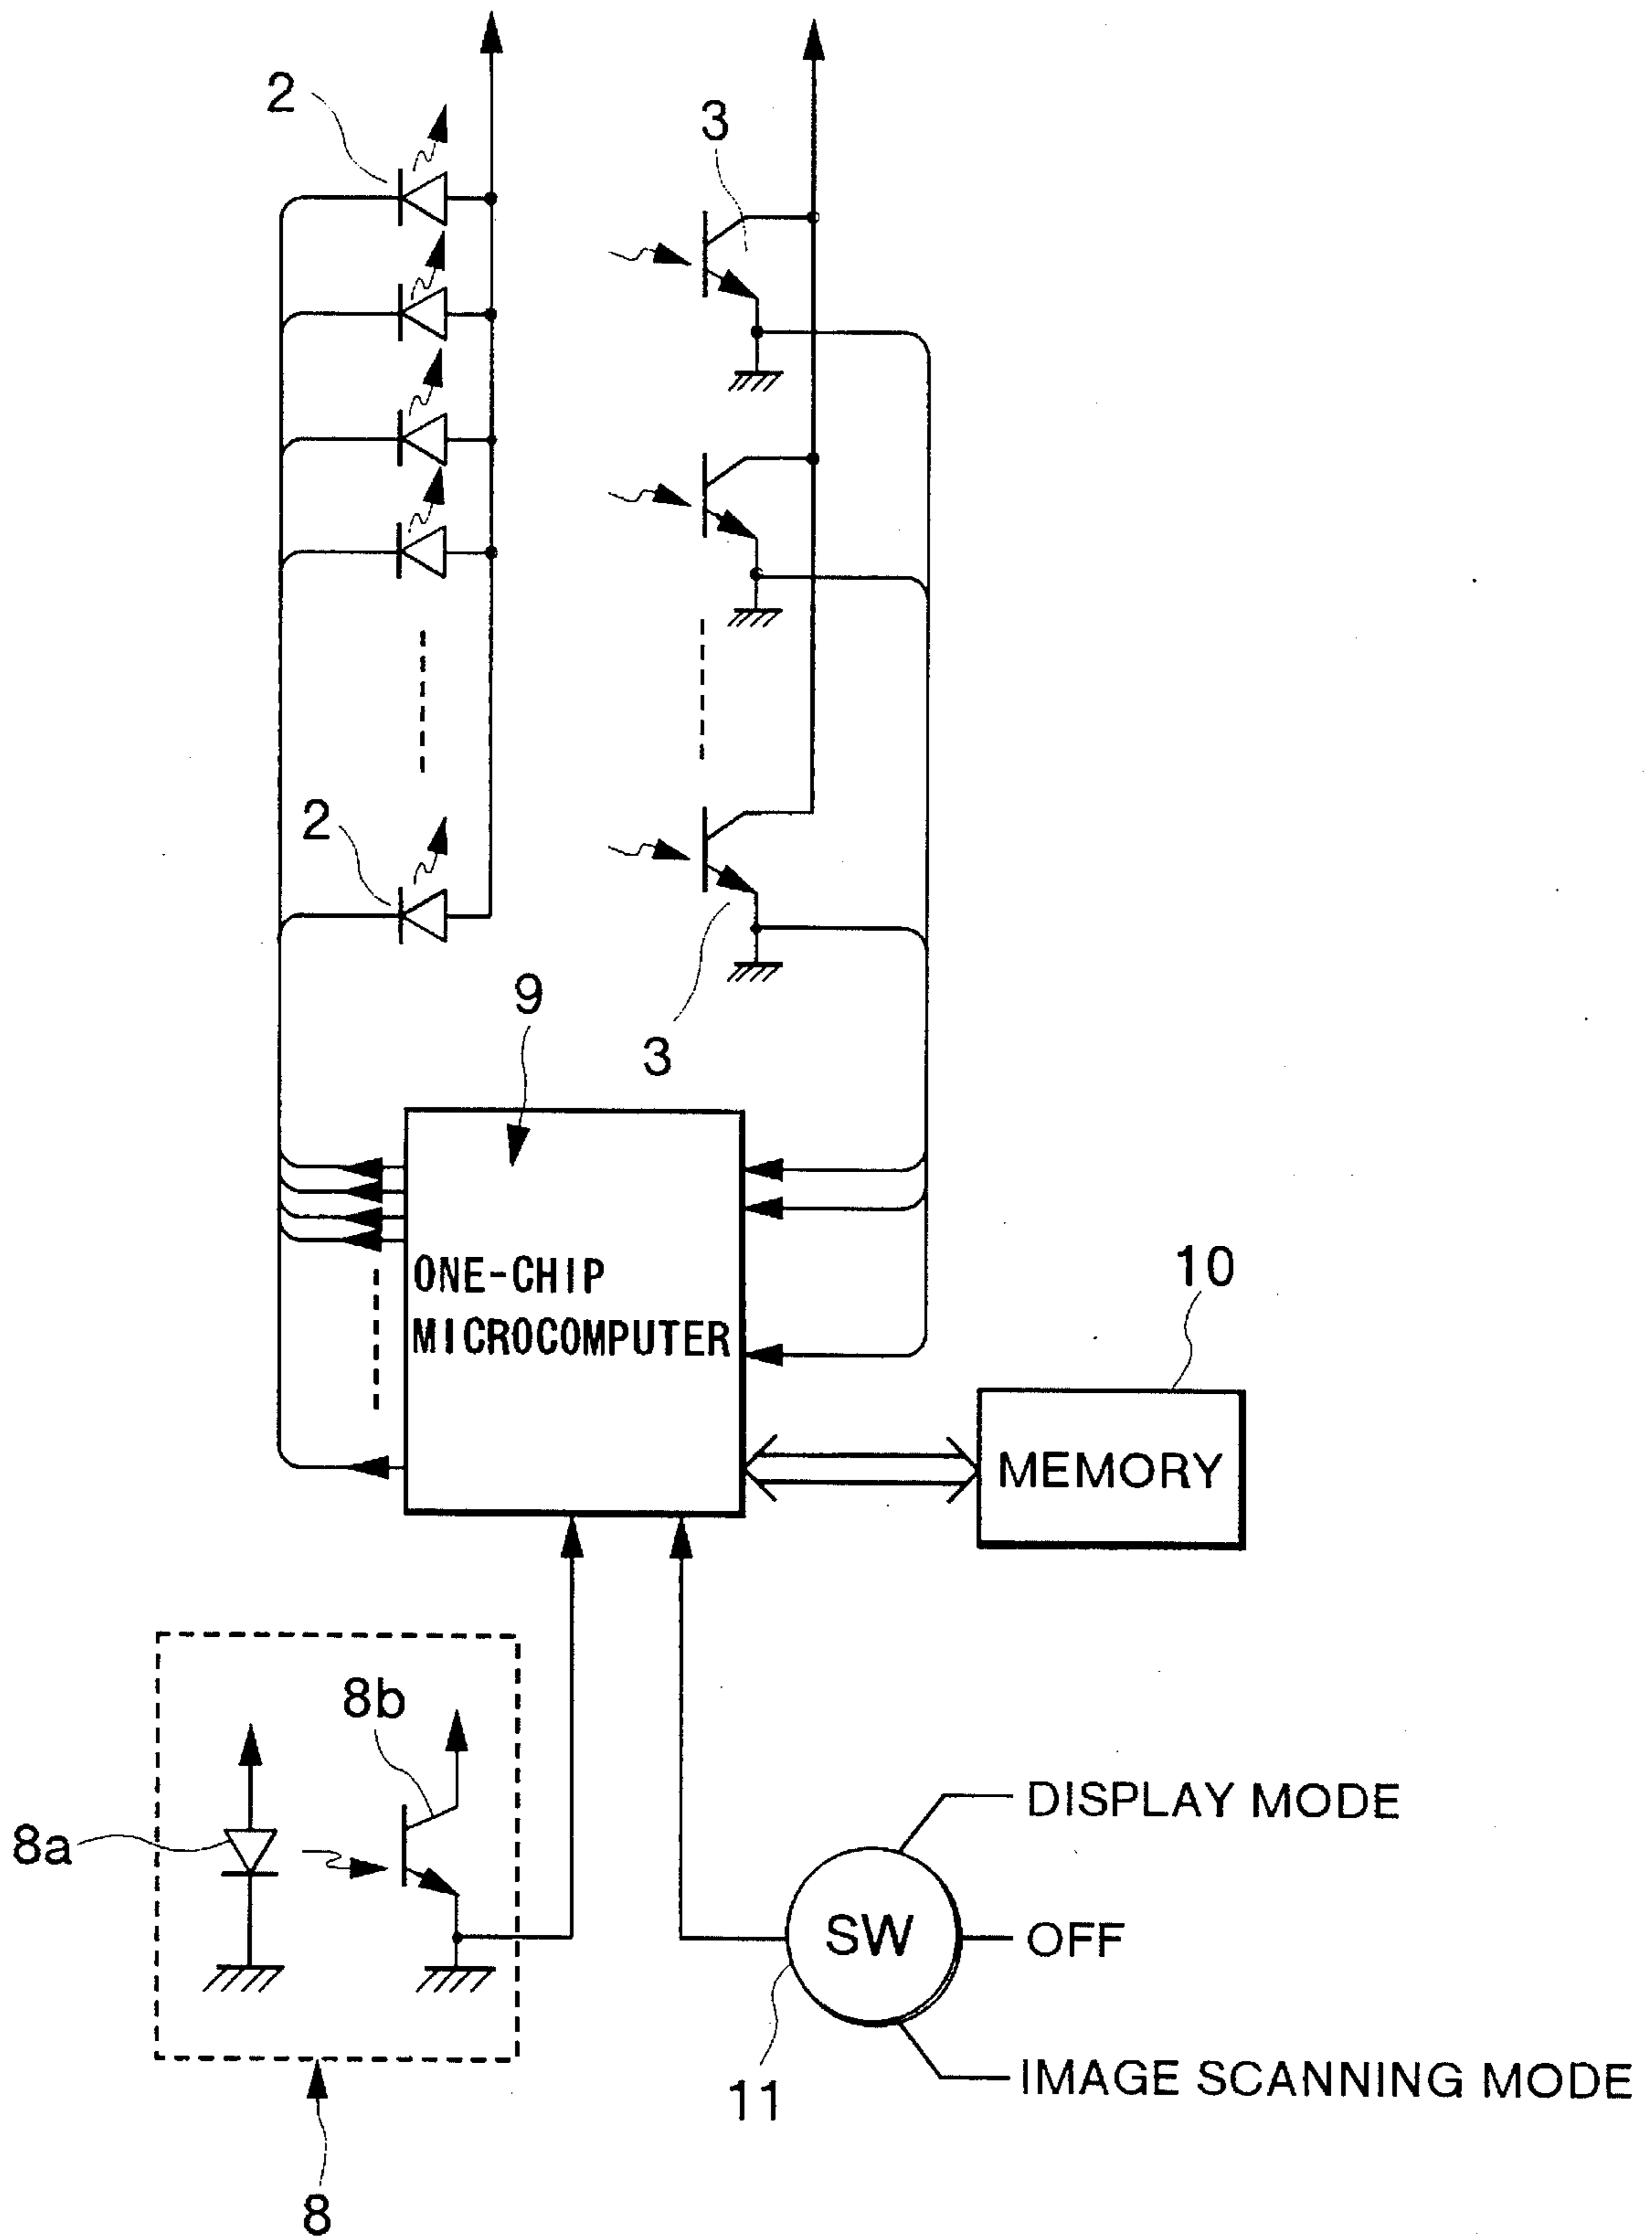 2
3
2
9
3
ONE-CHIP
MICROCOMPUTER
10
MEMORY
8b
8a
DISPLAY MODE
SW
OFF
IMAGE SCANNING MODE
11
8